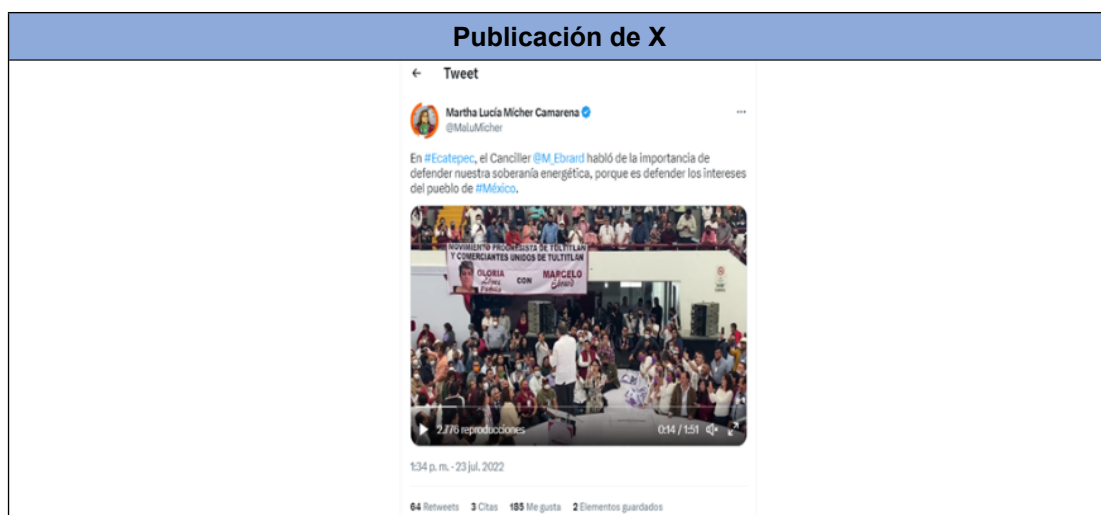 Publicación de X
← Tweet
Martha Lucía Mícher Camarena
@MaluMicher
En #Ecatepec, el Canciller @M_Ebrard habló de la importancia de
defender nuestra soberanía energética, porque es defender los intereses
del pueblo de #México.
MOVIMIENTO PROGRESISTA DE TULTITLAN
Y COMERCIANTES UNIDOS DE TULTITLAN
GLORIA CON MARCELO
Ebrard
2.776 reproducciones 0:14 / 1:51
1:34 p. m. · 23 jul. 2022
64 Retweets 3 Citas 185 Me gusta 2 Elementos guardados